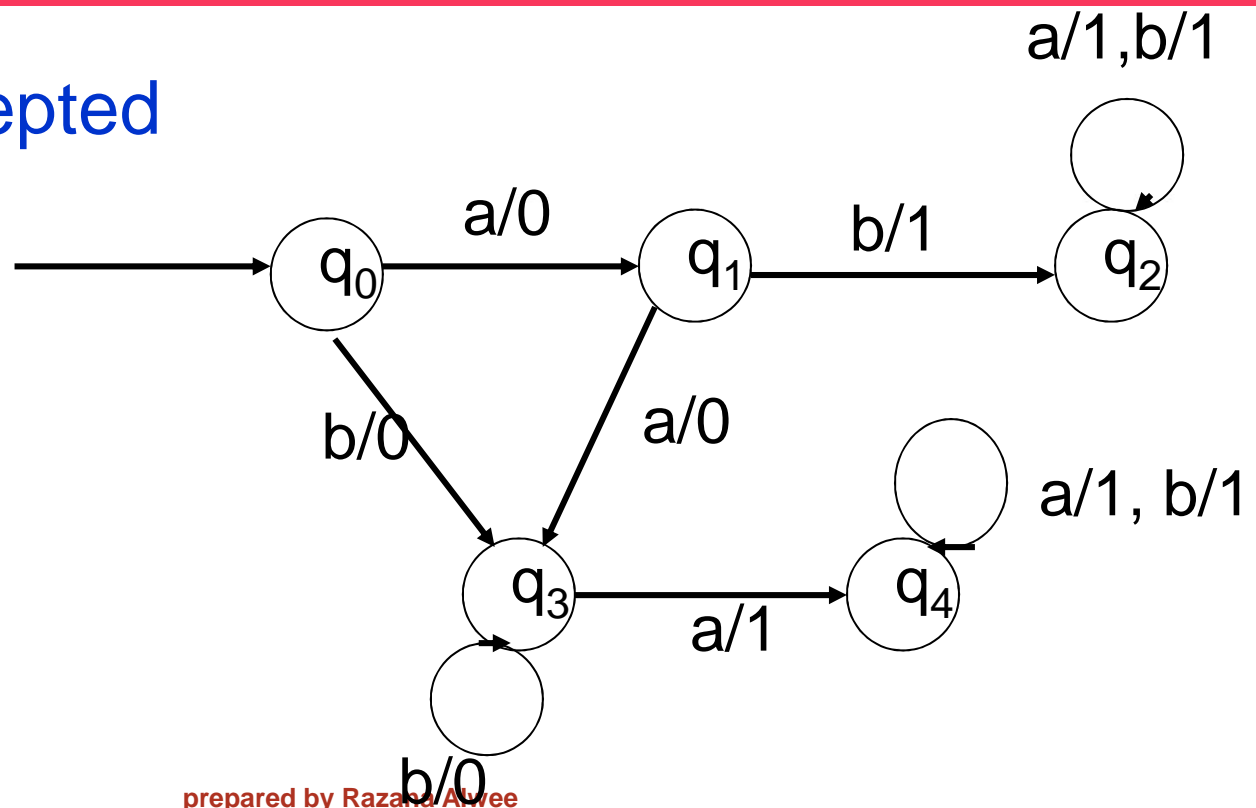 a/1,b/1
epted
a/0
b/1
q0
q1
q2
b/0
a/0
a/1, b/1
q3
q4
a/1
b/0
prepared by Razana Alwee